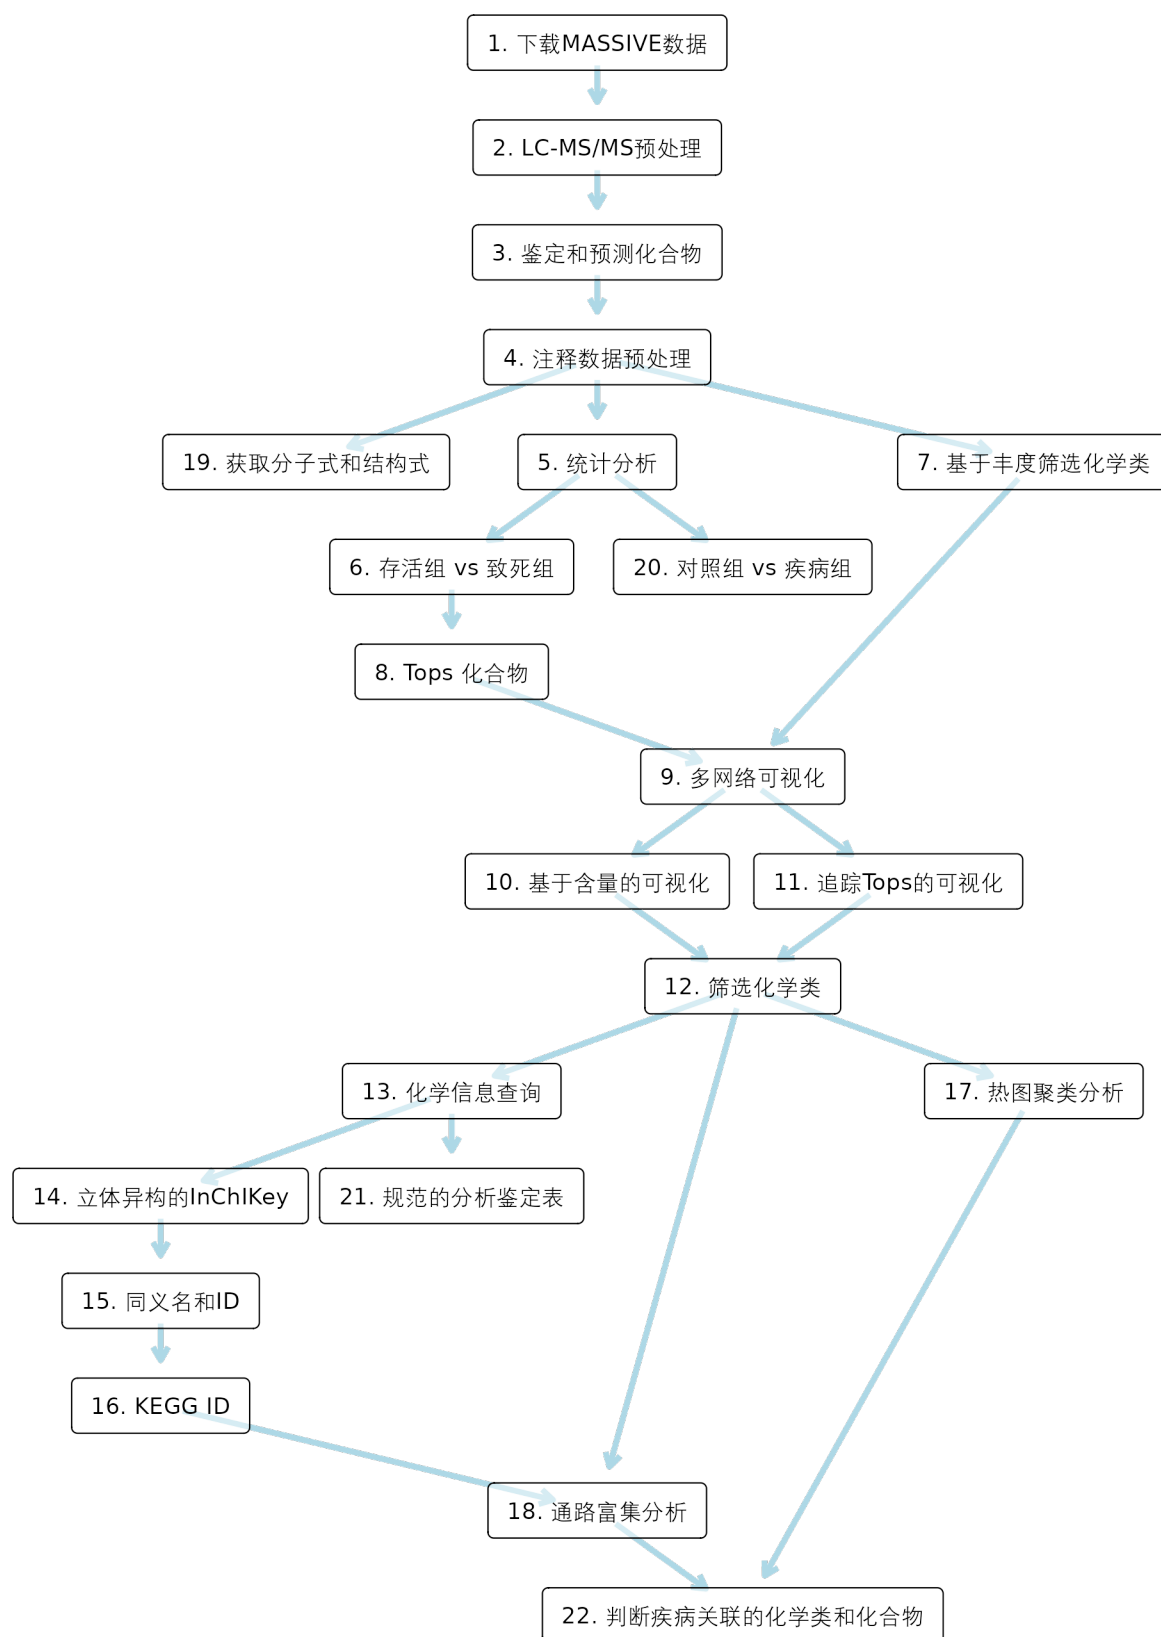 1. 下载MASSIVE数据
2. LC-MS/MS预处理
3. 鉴定和预测化合物
4. 注释数据预处理
19. 获取分子式和结构式
5. 统计分析
7. 基于丰度筛选化学类
6. 存活组 vs 致死组
20. 对照组 vs 疾病组
8. Tops 化合物
9. 多网络可视化
10. 基于含量的可视化
11. 追踪Tops的可视化
12. 筛选化学类
13. 化学信息查询
17. 热图聚类分析
14. 立体异构的InChIKey
21. 规范的分析鉴定表
15. 同义名和ID
16. KEGG ID
18. 通路富集分析
22. 判断疾病关联的化学类和化合物